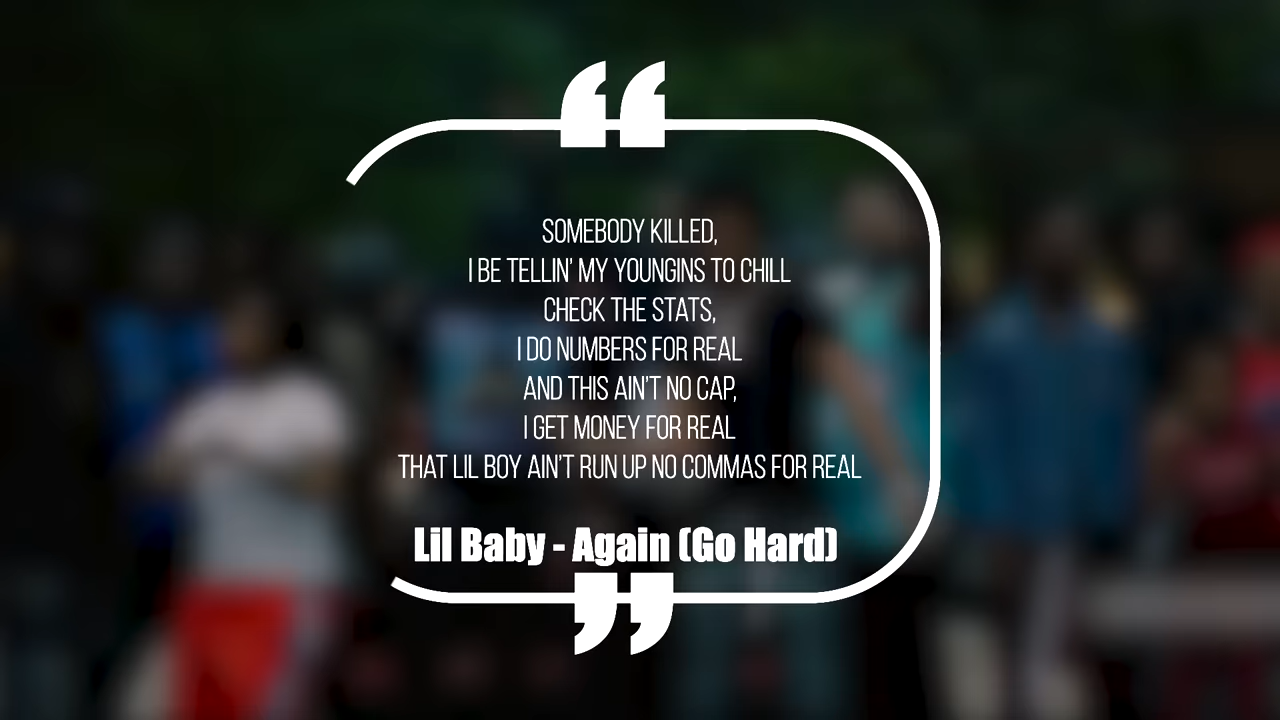 SOMEBODY KILLED,
I BE TELLIN' MY YOUNGINS TO CHILL
CHECK THE STATS,
I DO NUMBERS FOR REAL
AND THIS AIN'T NO CAP,
I GET MONEY FOR REAL
THAT LIL BOY AIN'T RUN UP NO COMMAS FOR REAL
Lil Baby - Again (Go Hard)